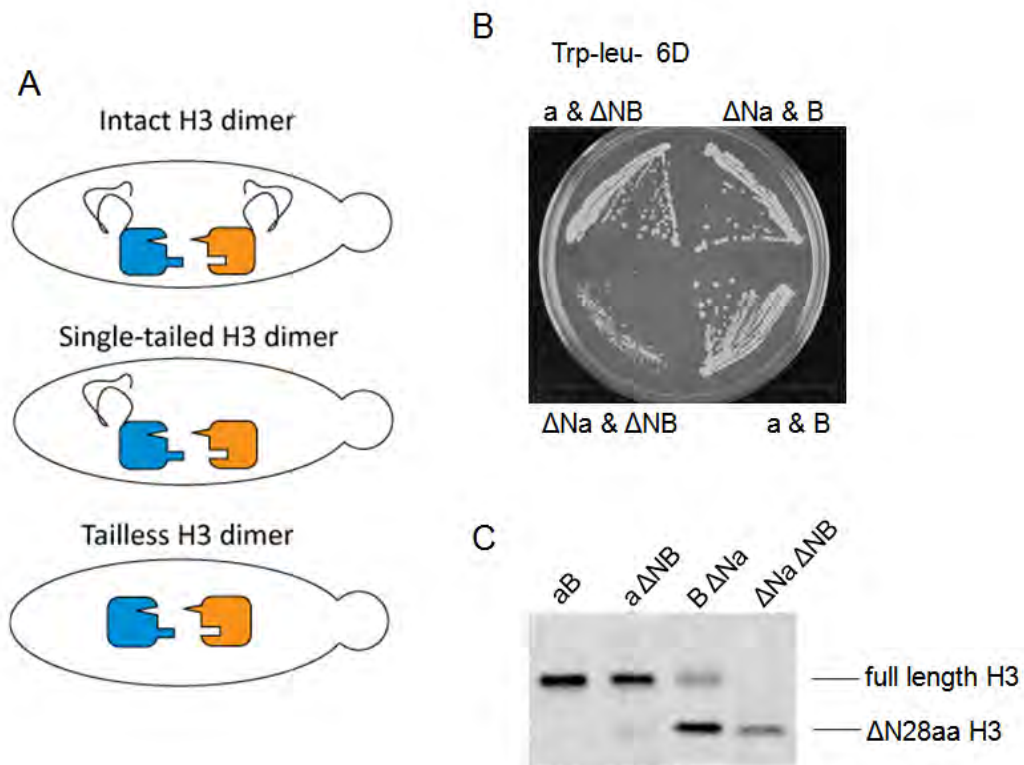 A
Intact H3 dimer
Single-tailed H3 dimer
Tailless H3 dimer
B
Trp-leu- 6D
a & ΔNB ΔNa & B
ΔNa & ΔNB a & B
C
aB a ΔNB B ΔNa ΔNa ΔNB
full length H3
ΔN28aa H3